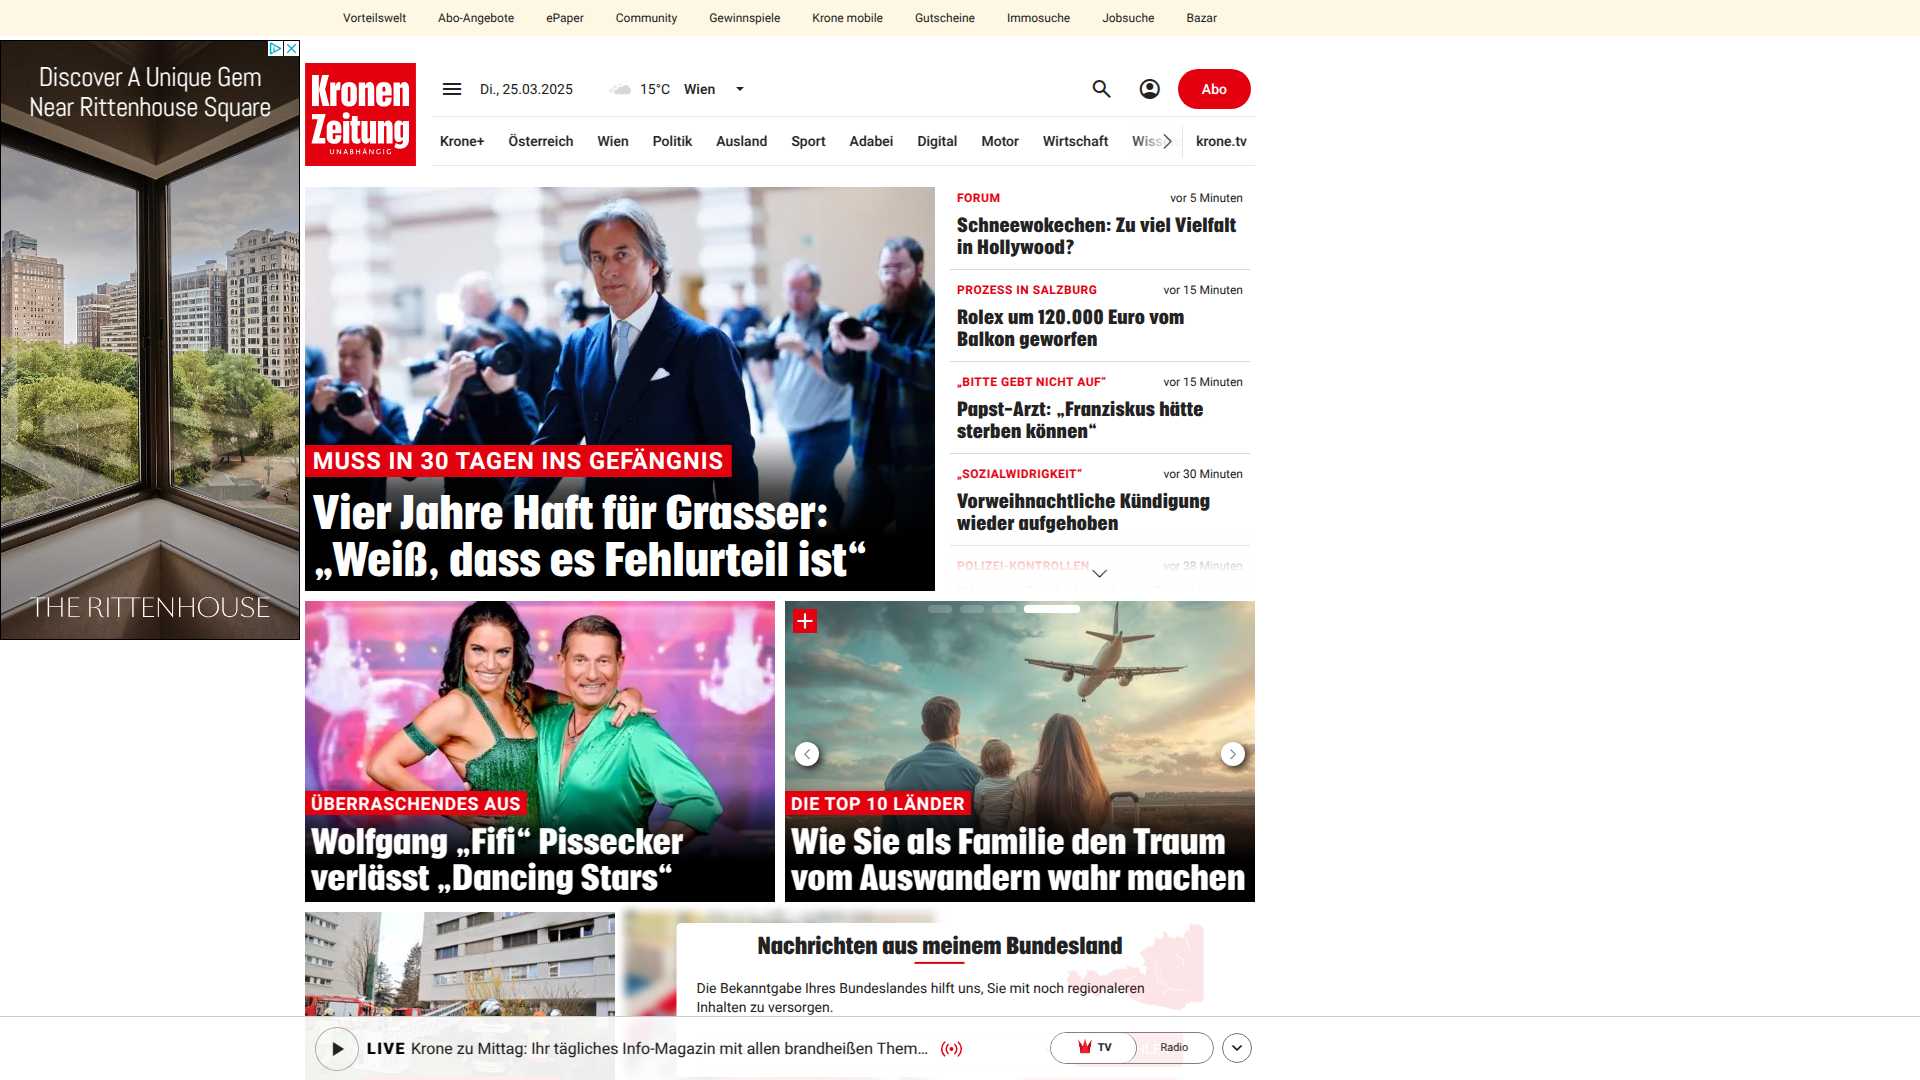 Vorteilswelt
Abo-Angebote
ePaper
Community
Gewinnspiele
Krone mobile
Gutscheine
Immosuche
Jobsuche
Bazar
Discover A Unique Gem
Near Rittenhouse Square
THE RITTENHOUSE
Kronen
Zeitung
UNABHÄNGIG
Di., 25.03.2025
15°C
Wien
Abo
Krone+
Österreich
Wien
Politik
Ausland
Sport
Adabei
Digital
Motor
Wirtschaft
Wiss
krone.tv
MUSS IN 30 TAGEN INS GEFÄNGNIS
Vier Jahre Haft für Grasser:
„Weiß, dass es Fehlurteil ist“
FORUM
vor 5 Minuten
Schneewokechen: Zu viel Vielfalt
in Hollywood?
PROZESS IN SALZBURG
vor 15 Minuten
Rolex um 120.000 Euro vom
Balkon geworfen
„BITTE GEBT NICHT AUF“
vor 15 Minuten
Papst-Arzt: „Franziskus hätte
sterben können“
„SOZIALWIDRIGKEIT“
vor 30 Minuten
Vorweihnachtliche Kündigung
wieder aufgehoben
POLIZEI-KONTROLLEN
vor 38 Minuten
ÜBERRASCHENDES AUS
Wolfgang „Fifi“ Pissecker
verlässt „Dancing Stars“
DIE TOP 10 LÄNDER
Wie Sie als Familie den Traum
vom Auswandern wahr machen
Nachrichten aus meinem Bundesland
Die Bekanntgabe Ihres Bundeslandes hilft uns, Sie mit noch regionaleren
Inhalten zu versorgen.
LIVE Krone zu Mittag: Ihr tägliches Info-Magazin mit allen brandheißen Them...
TV
Radio